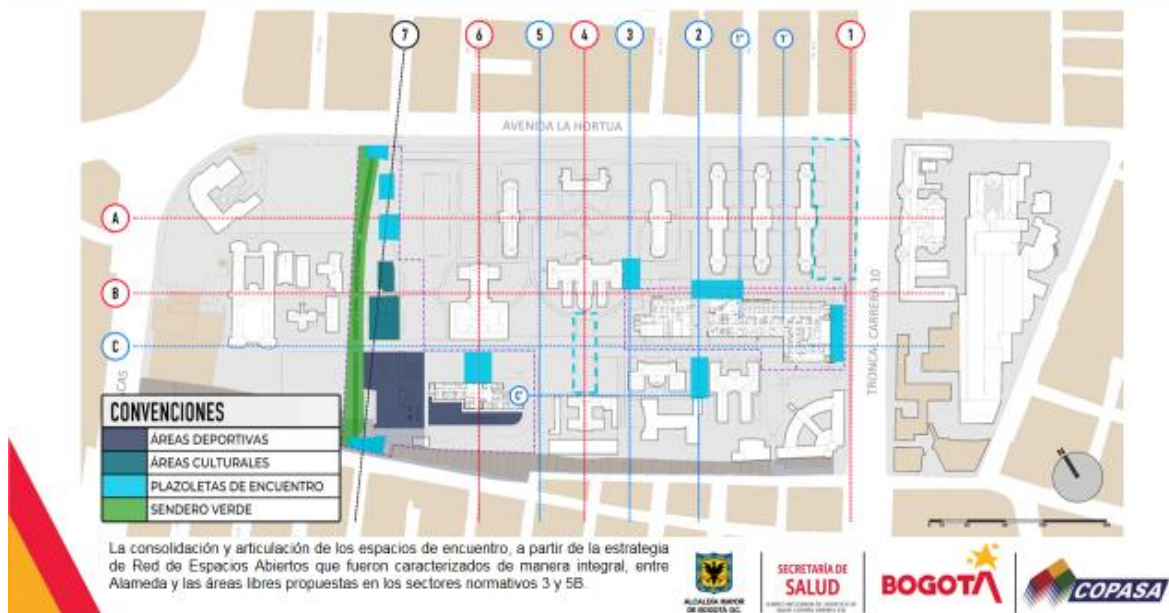 7 6 5 4 3 2 1'' 1' 1
AVENIDA LA HORTUA
A
B
C
C'
TRONCAL CARRERA 10
CAS
CONVENCIONES
ÁREAS DEPORTIVAS
ÁREAS CULTURALES
PLAZOLETAS DE ENCUENTRO
SENDERO VERDE
N
La consolidación y articulación de los espacios de encuentro, a partir de la estrategia
de Red de Espacios Abiertos que fueron caracterizados de manera integral, entre
Alameda y las áreas libres propuestas en los sectores normativos 3 y 5B.
ALCALDÍA MAYOR
DE BOGOTÁ D.C.
SECRETARÍA DE
SALUD
BOGOTÁ
COPASA